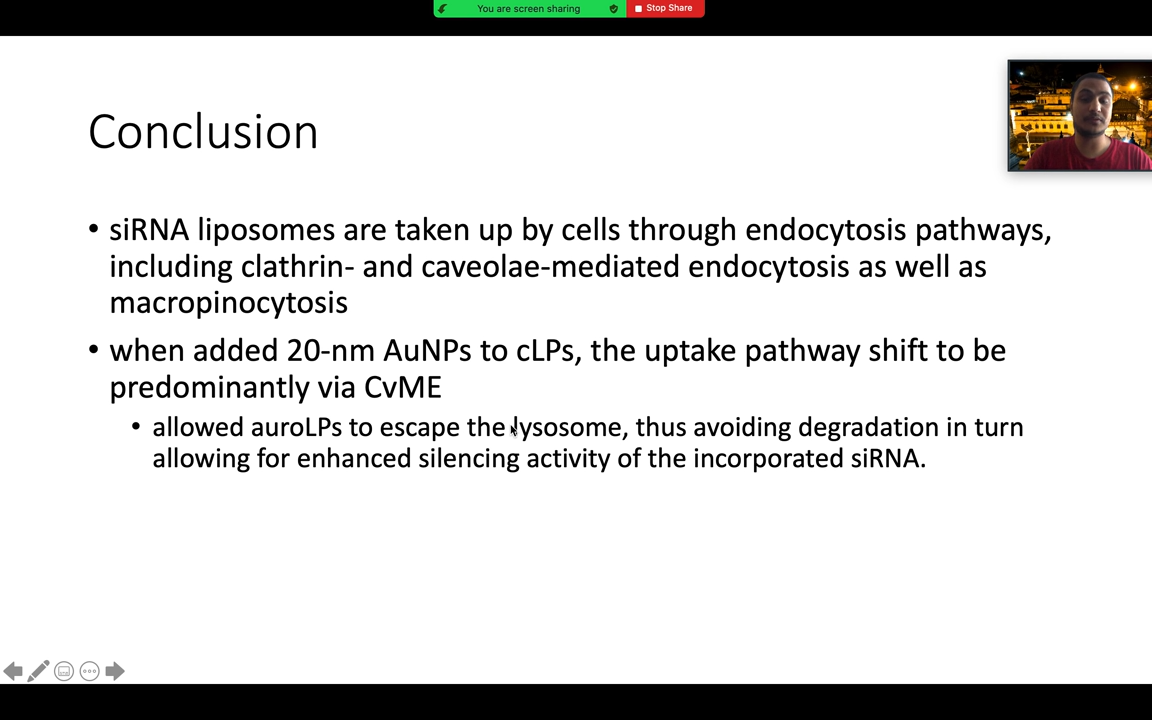 You are screen sharing
Stop Share
Conclusion
• siRNA liposomes are taken up by cells through endocytosis pathways,
including clathrin- and caveolae-mediated endocytosis as well as
macropinocytosis
• when added 20-nm AuNPs to cLPs, the uptake pathway shift to be
predominantly via CvME
• allowed auroLPs to escape the lysosome, thus avoiding degradation in turn
allowing for enhanced silencing activity of the incorporated siRNA.